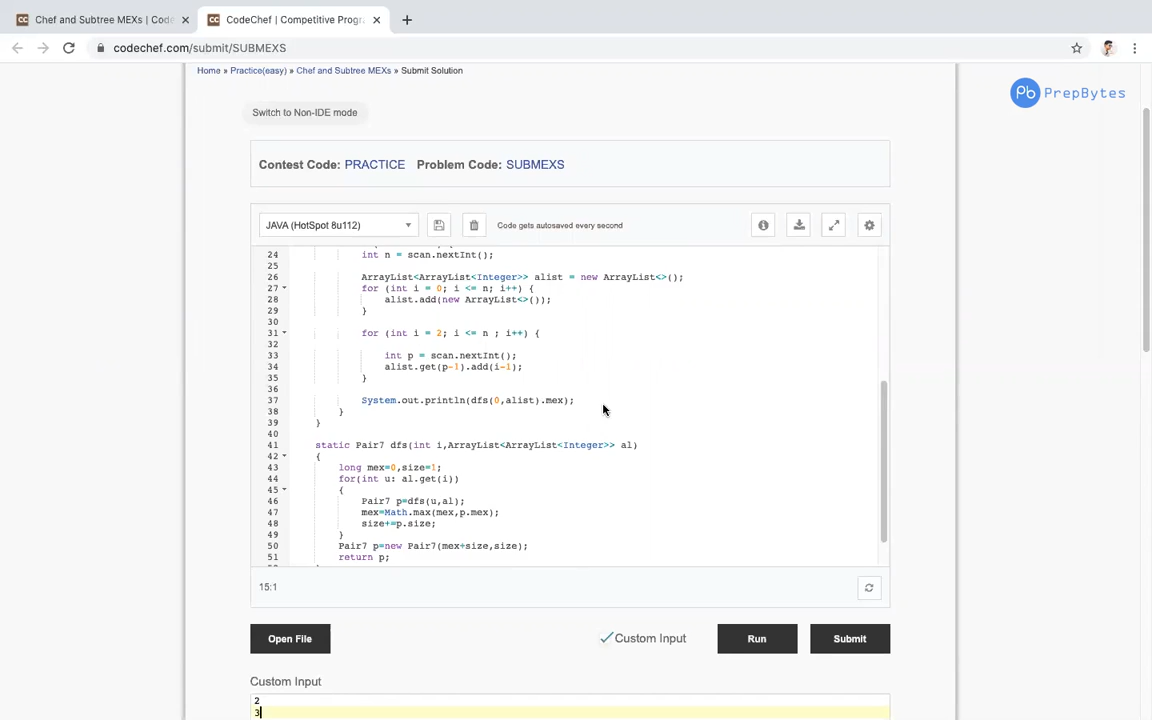 Chef and Subtree MEXs | Code
CodeChef | Competitive Progr
codechef.com/submit/SUBMEXS
Home » Practice(easy) » Chef and Subtree MEXs » Submit Solution
PrepBytes
Switch to Non-IDE mode
Contest Code: PRACTICE Problem Code: SUBMEXS
JAVA (HotSpot 8u112)
Code gets autosaved every second
24 int n = scan.nextInt();
25
26 ArrayList<ArrayList<Integer>> alist = new ArrayList<>();
27 for (int i = 0; i <= n; i++) {
28 alist.add(new ArrayList<>());
29 }
30
31 for (int i = 2; i <= n ; i++) {
32
33 int p = scan.nextInt();
34 alist.get(p-1).add(i-1);
35 }
36
37 System.out.println(dfs(0,alist).mex);
38 }
39 }
40
41 static Pair7 dfs(int i,ArrayList<ArrayList<Integer>> al)
42 {
43 long mex=0,size=1;
44 for(int u: al.get(i))
45 {
46 Pair7 p=dfs(u,al);
47 mex=Math.max(mex,p.mex);
48 size+=p.size;
49 }
50 Pair7 p=new Pair7(mex+size,size);
51 return p;
15:1
Open File
Custom Input
Run
Submit
Custom Input
2
3